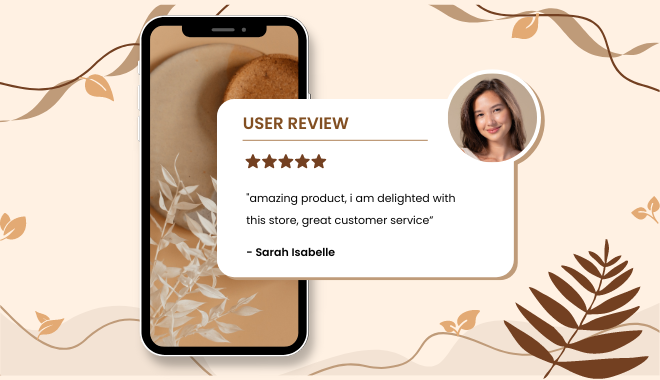 USER REVIEW
"amazing product, i am delighted with
this store, great customer service”
- Sarah Isabelle